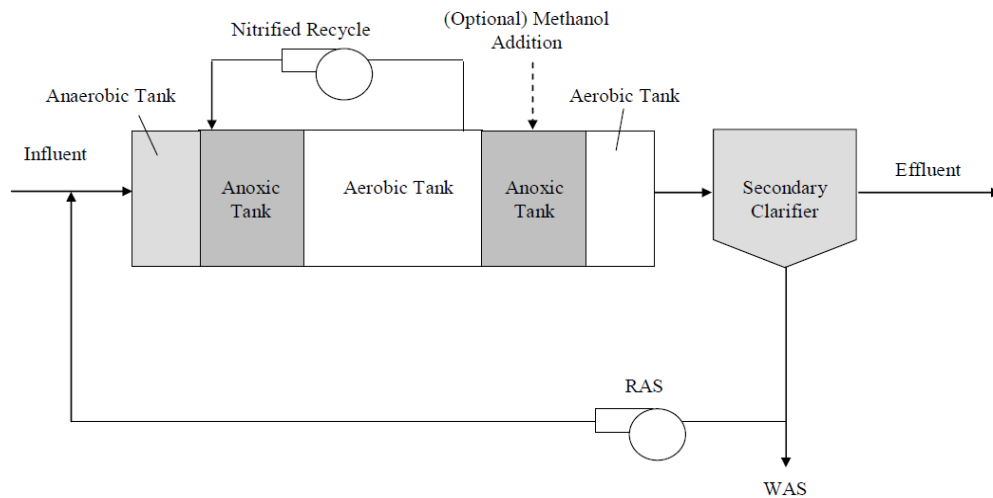 (Optional) Methanol
Addition
Nitrified Recycle
Anaerobic Tank
Aerobic Tank
Influent
Anoxic
Tank
Aerobic Tank
Anoxic
Tank
Secondary
Clarifier
Effluent
RAS
WAS